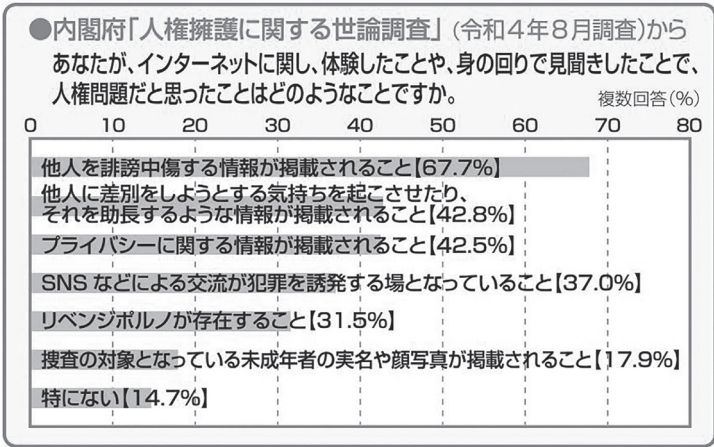 ●内閣府「人権擁護に関する世論調査」(令和4年8月調査)から
あなたが、インターネットに関し、体験したことや、身の回りで見聞きしたことで、
人権問題だと思ったことはどのようなことですか。
複数回答(%)
0 10 20 30 40 50 60 70 80
他人を誹謗中傷する情報が掲載されること【67.7%】
他人に差別をしようとする気持ちを起こさせたり、
それを助長するような情報が掲載されること【42.8%】
プライバシーに関する情報が掲載されること【42.5%】
SNSなどによる交流が犯罪を誘発する場となっていること【37.0%】
リベンジポルノが存在すること【31.5%】
捜査の対象となっている未成年者の実名や顔写真が掲載されること【17.9%】
特にない【14.7%】